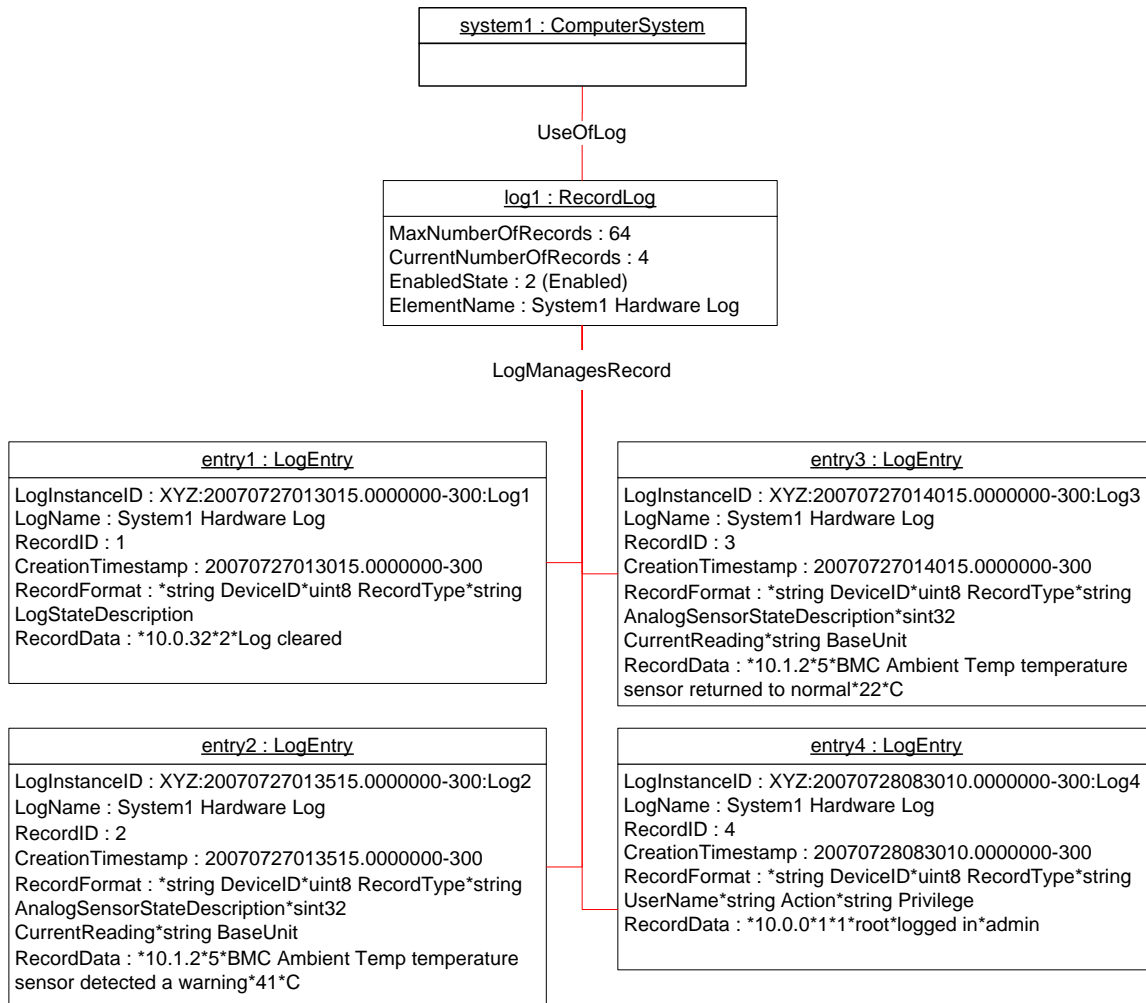 system1 : ComputerSystem
UseOfLog
log1 : RecordLog
MaxNumberOfRecords : 64
CurrentNumberOfRecords : 4
EnabledState : 2 (Enabled)
ElementName : System1 Hardware Log
LogManagesRecord
entry1 : LogEntry
LogInstanceID : XYZ:20070727013015.0000000-300:Log1
LogName : System1 Hardware Log
RecordID : 1
CreationTimestamp : 20070727013015.0000000-300
RecordFormat : *string DeviceID*uint8 RecordType*string
LogStateDescription
RecordData : *10.0.32*2*Log cleared
entry3 : LogEntry
LogInstanceID : XYZ:20070727014015.0000000-300:Log3
LogName : System1 Hardware Log
RecordID : 3
CreationTimestamp : 20070727014015.0000000-300
RecordFormat : *string DeviceID*uint8 RecordType*string
AnalogSensorStateDescription*sint32
CurrentReading*string BaseUnit
RecordData : *10.1.2*5*BMC Ambient Temp temperature
sensor returned to normal*22*C
entry2 : LogEntry
LogInstanceID : XYZ:20070727013515.0000000-300:Log2
LogName : System1 Hardware Log
RecordID : 2
CreationTimestamp : 20070727013515.0000000-300
RecordFormat : *string DeviceID*uint8 RecordType*string
AnalogSensorStateDescription*sint32
CurrentReading*string BaseUnit
RecordData : *10.1.2*5*BMC Ambient Temp temperature
sensor detected a warning*41*C
entry4 : LogEntry
LogInstanceID : XYZ:20070728083010.0000000-300:Log4
LogName : System1 Hardware Log
RecordID : 4
CreationTimestamp : 20070728083010.0000000-300
RecordFormat : *string DeviceID*uint8 RecordType*string
UserName*string Action*string Privilege
RecordData : *10.0.0*1*1*root*logged in*admin